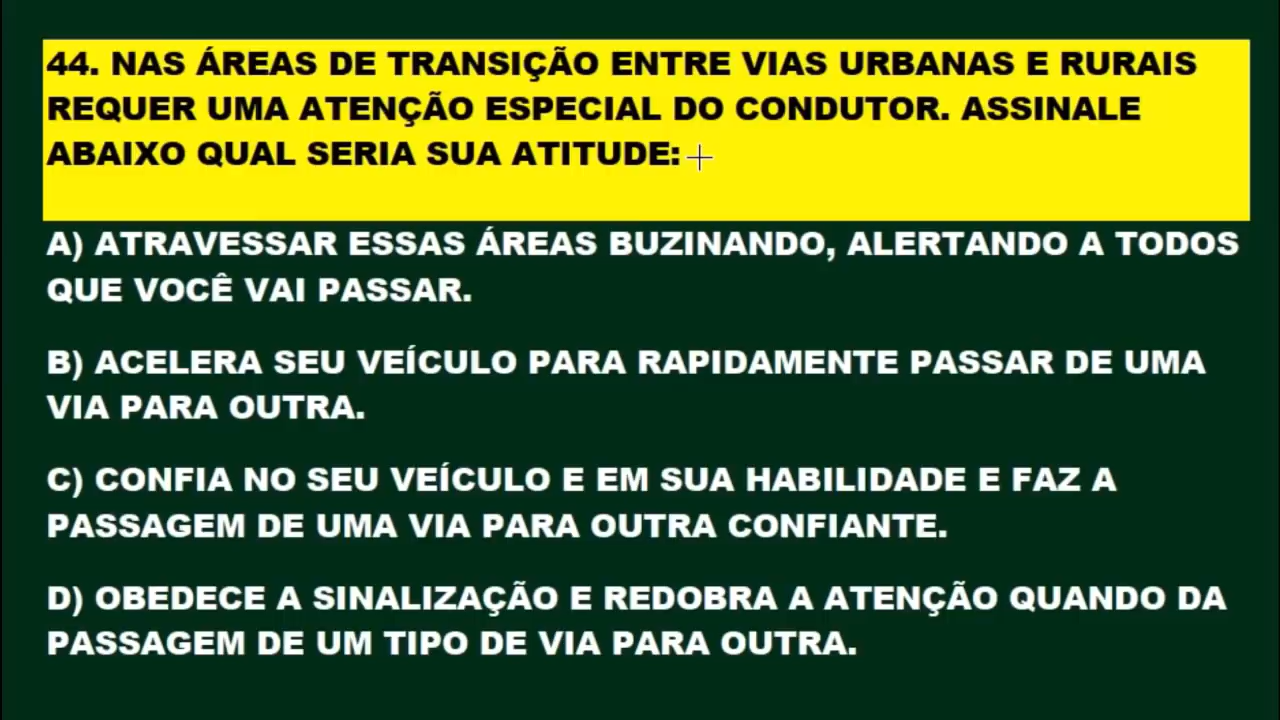 44. NAS ÁREAS DE TRANSIÇÃO ENTRE VIAS URBANAS E RURAIS
REQUER UMA ATENÇÃO ESPECIAL DO CONDUTOR. ASSINALE
ABAIXO QUAL SERIA SUA ATITUDE:
A) ATRAVESSAR ESSAS ÁREAS BUZINANDO, ALERTANDO A TODOS
QUE VOCÊ VAI PASSAR.
B) ACELERA SEU VEÍCULO PARA RAPIDAMENTE PASSAR DE UMA
VIA PARA OUTRA.
C) CONFIA NO SEU VEÍCULO E EM SUA HABILIDADE E FAZ A
PASSAGEM DE UMA VIA PARA OUTRA CONFIANTE.
D) OBEDECE A SINALIZAÇÃO E REDOBRA A ATENÇÃO QUANDO DA
PASSAGEM DE UM TIPO DE VIA PARA OUTRA.